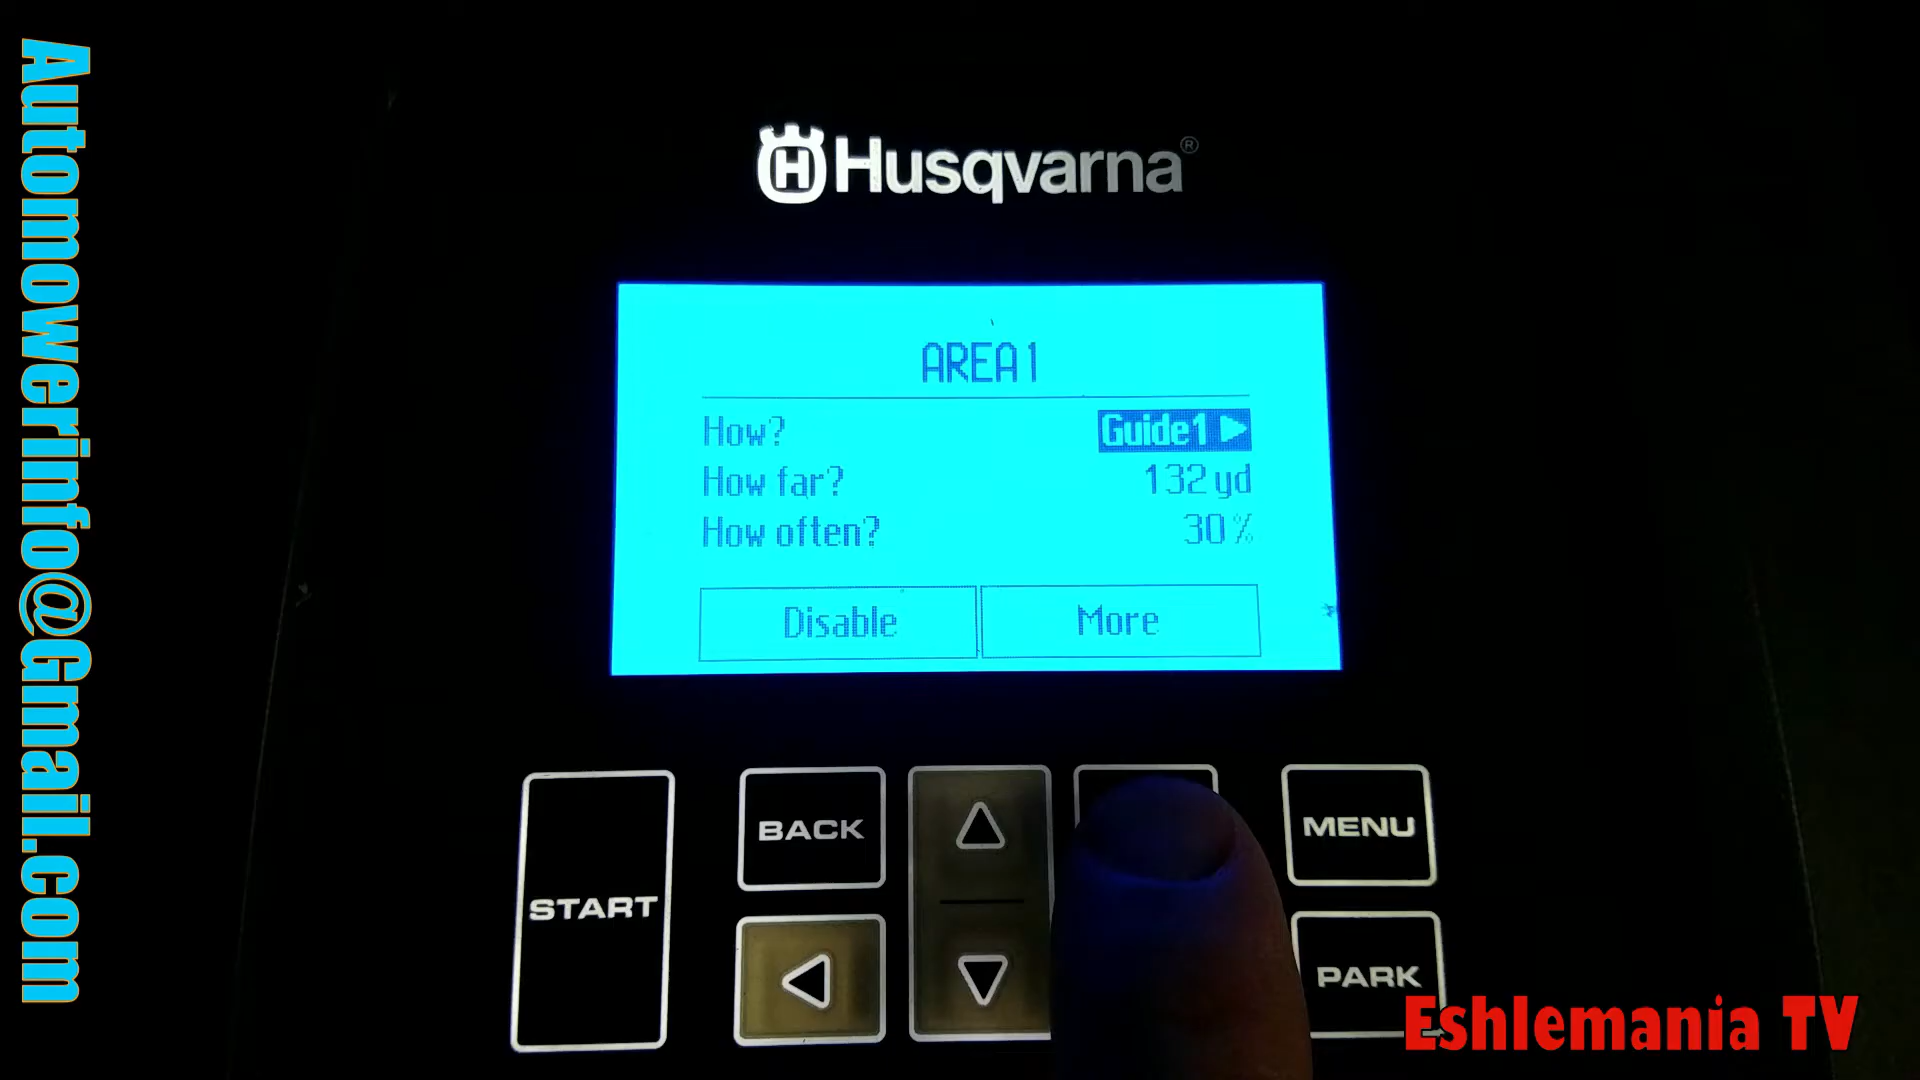 Automowerinfo@Gmail.com
Husqvarna®
AREA 1
How? Guide1
How far? 132 yd
How often? 30 %
Disable More
BACK MENU
START
PARK
Eshlemania TV